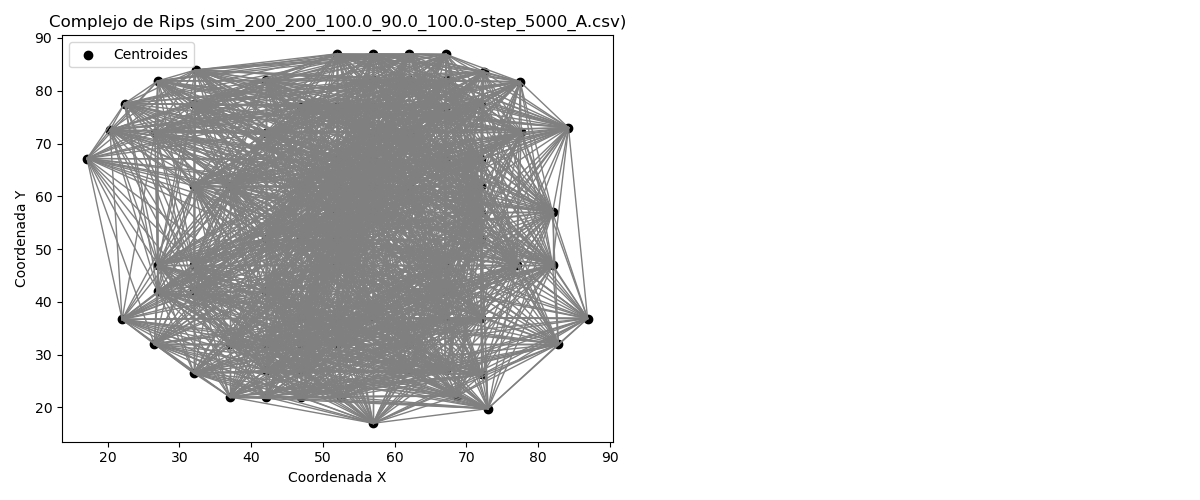 Complejo de Rips (sim_200_200_100.0_90.0_100.0-step_5000_A.csv)
Centroides
Coordenada Y
90
80
70
60
50
40
30
20
20 30 40 50 60 70 80 90
Coordenada X